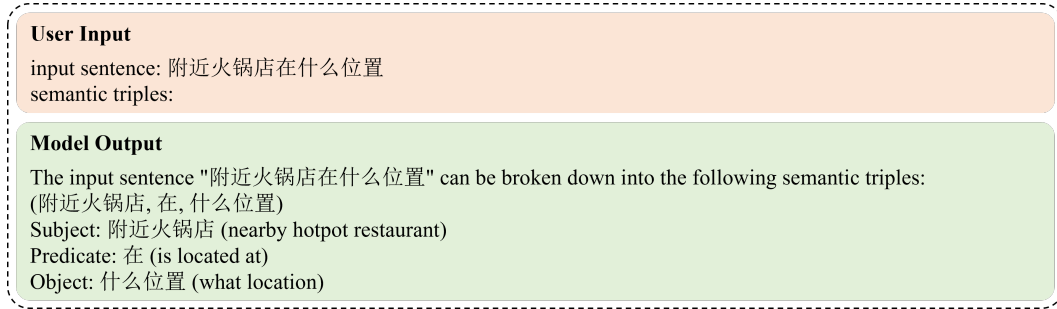 User Input
input sentence: 附近火锅店在什么位置
semantic triples:
Model Output
The input sentence "附近火锅店在什么位置" can be broken down into the following semantic triples:
(附近火锅店, 在, 什么位置)
Subject: 附近火锅店 (nearby hotpot restaurant)
Predicate: 在 (is located at)
Object: 什么位置 (what location)